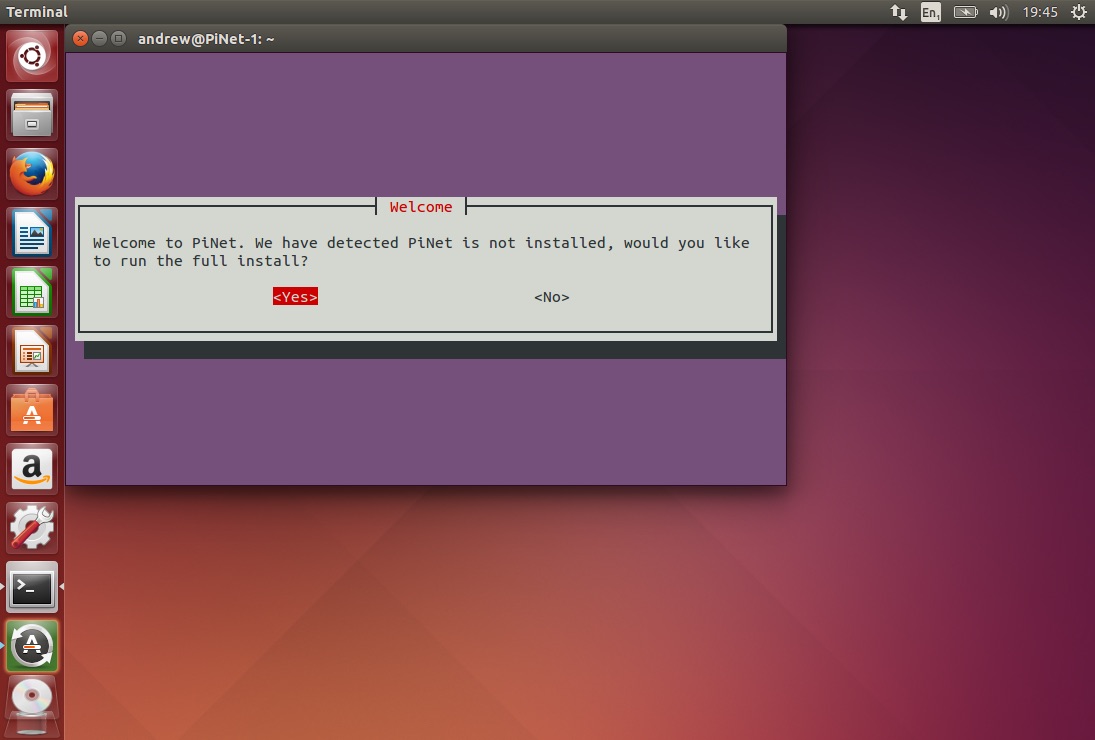 Terminal
En1
19:45
andrew@PiNet-1: ~
Welcome
Welcome to PiNet. We have detected PiNet is not installed, would you like
to run the full install?
<Yes>
<No>
a
>_